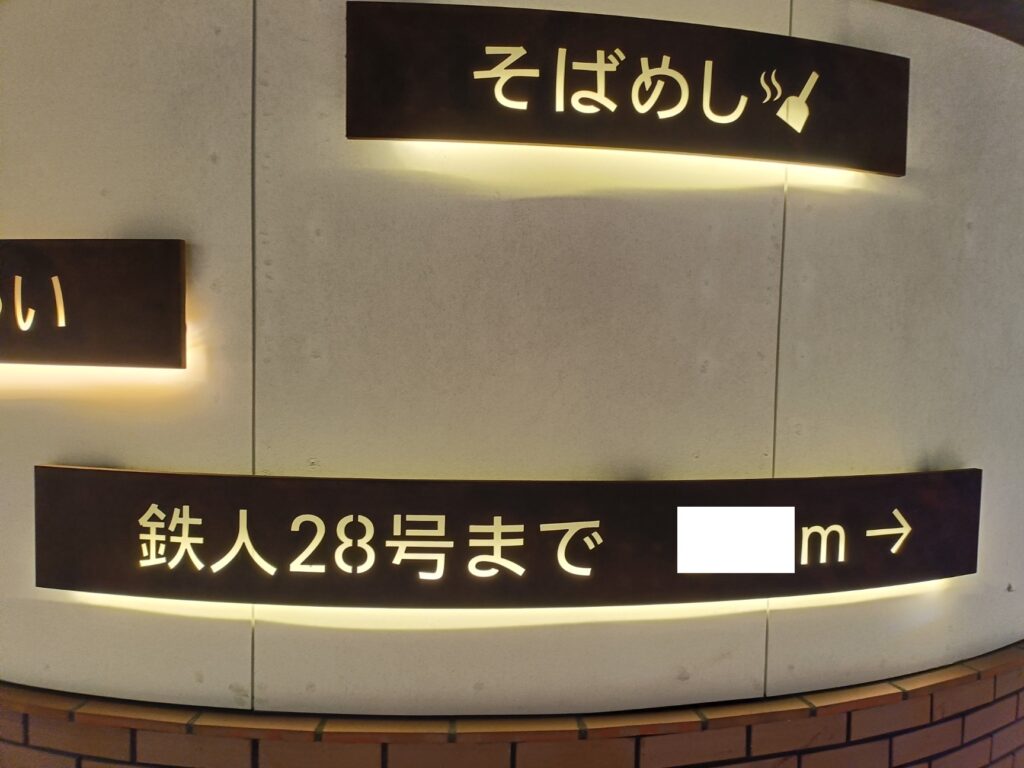 そばめし
い
鉄人28号まで m→